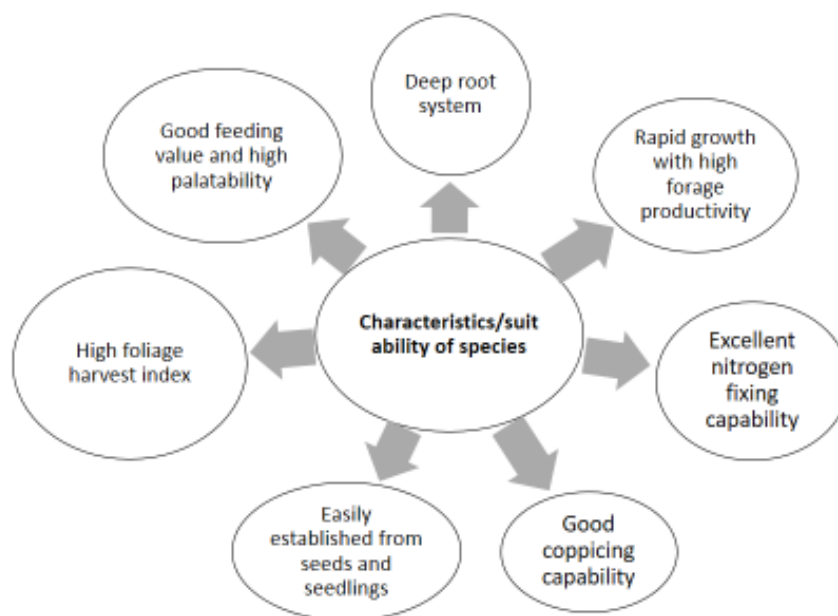 Deep root
system
Rapid growth
with high
forage
productivity
Excellent
nitrogen
fixing
capability
Good
coppicing
capability
Easily
established from
seeds and
seedlings
High foliage
harvest index
Good feeding
value and high
palatability
Characteristics/suit
ability of species